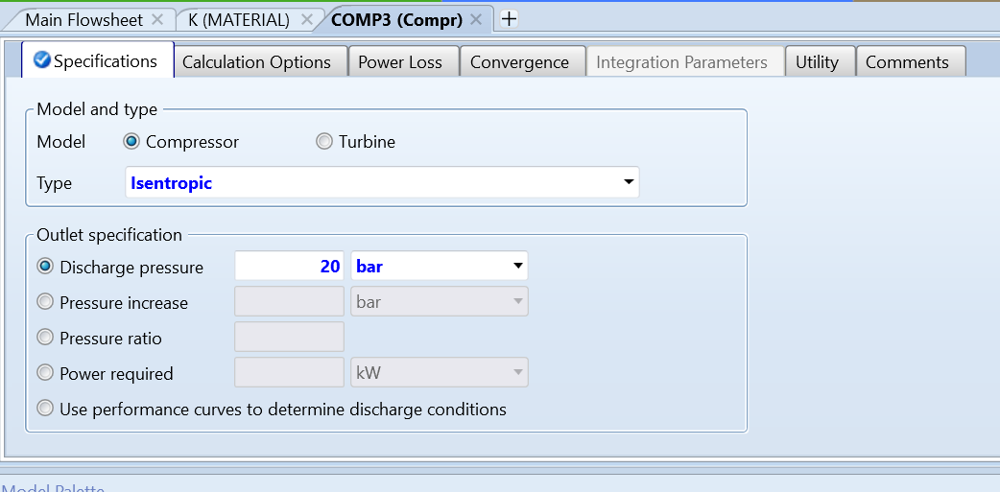 Main Flowsheet K (MATERIAL) COMP3 (Compr)
Specifications Calculation Options Power Loss Convergence Integration Parameters Utility Comments
Model and type
Model Compressor Turbine
Type Isentropic
Outlet specification
Discharge pressure 20 bar
Pressure increase bar
Pressure ratio
Power required kW
Use performance curves to determine discharge conditions
Model Palette